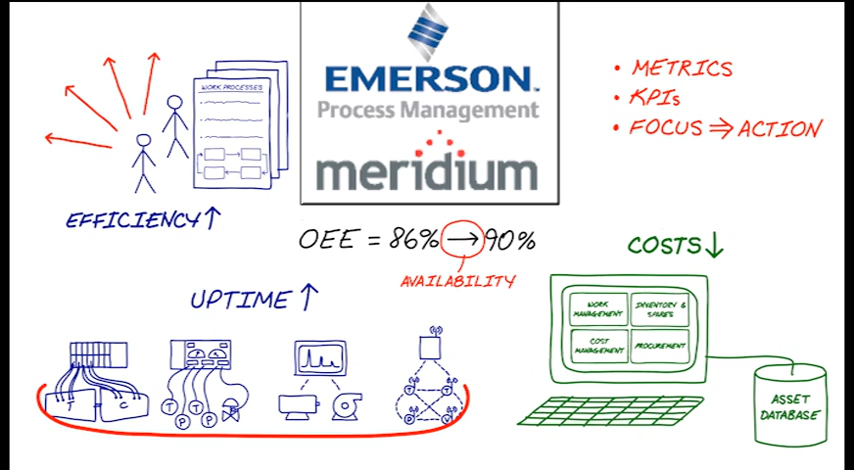 EMERSON.
Process Management
meridium
METRICS
KPIs
FOCUS ⇒ ACTION
WORK PROCESSES
EFFICIENCY ↑
OEE = 86% → 90%
AVAILABILITY
COSTS ↓
UPTIME ↑
WORK MANAGEMENT
INVENTORY & SPARES
COST MANAGEMENT
PROCUREMENT
ASSET DATABASE
T
C
T
P
T
P
T
T
P
V